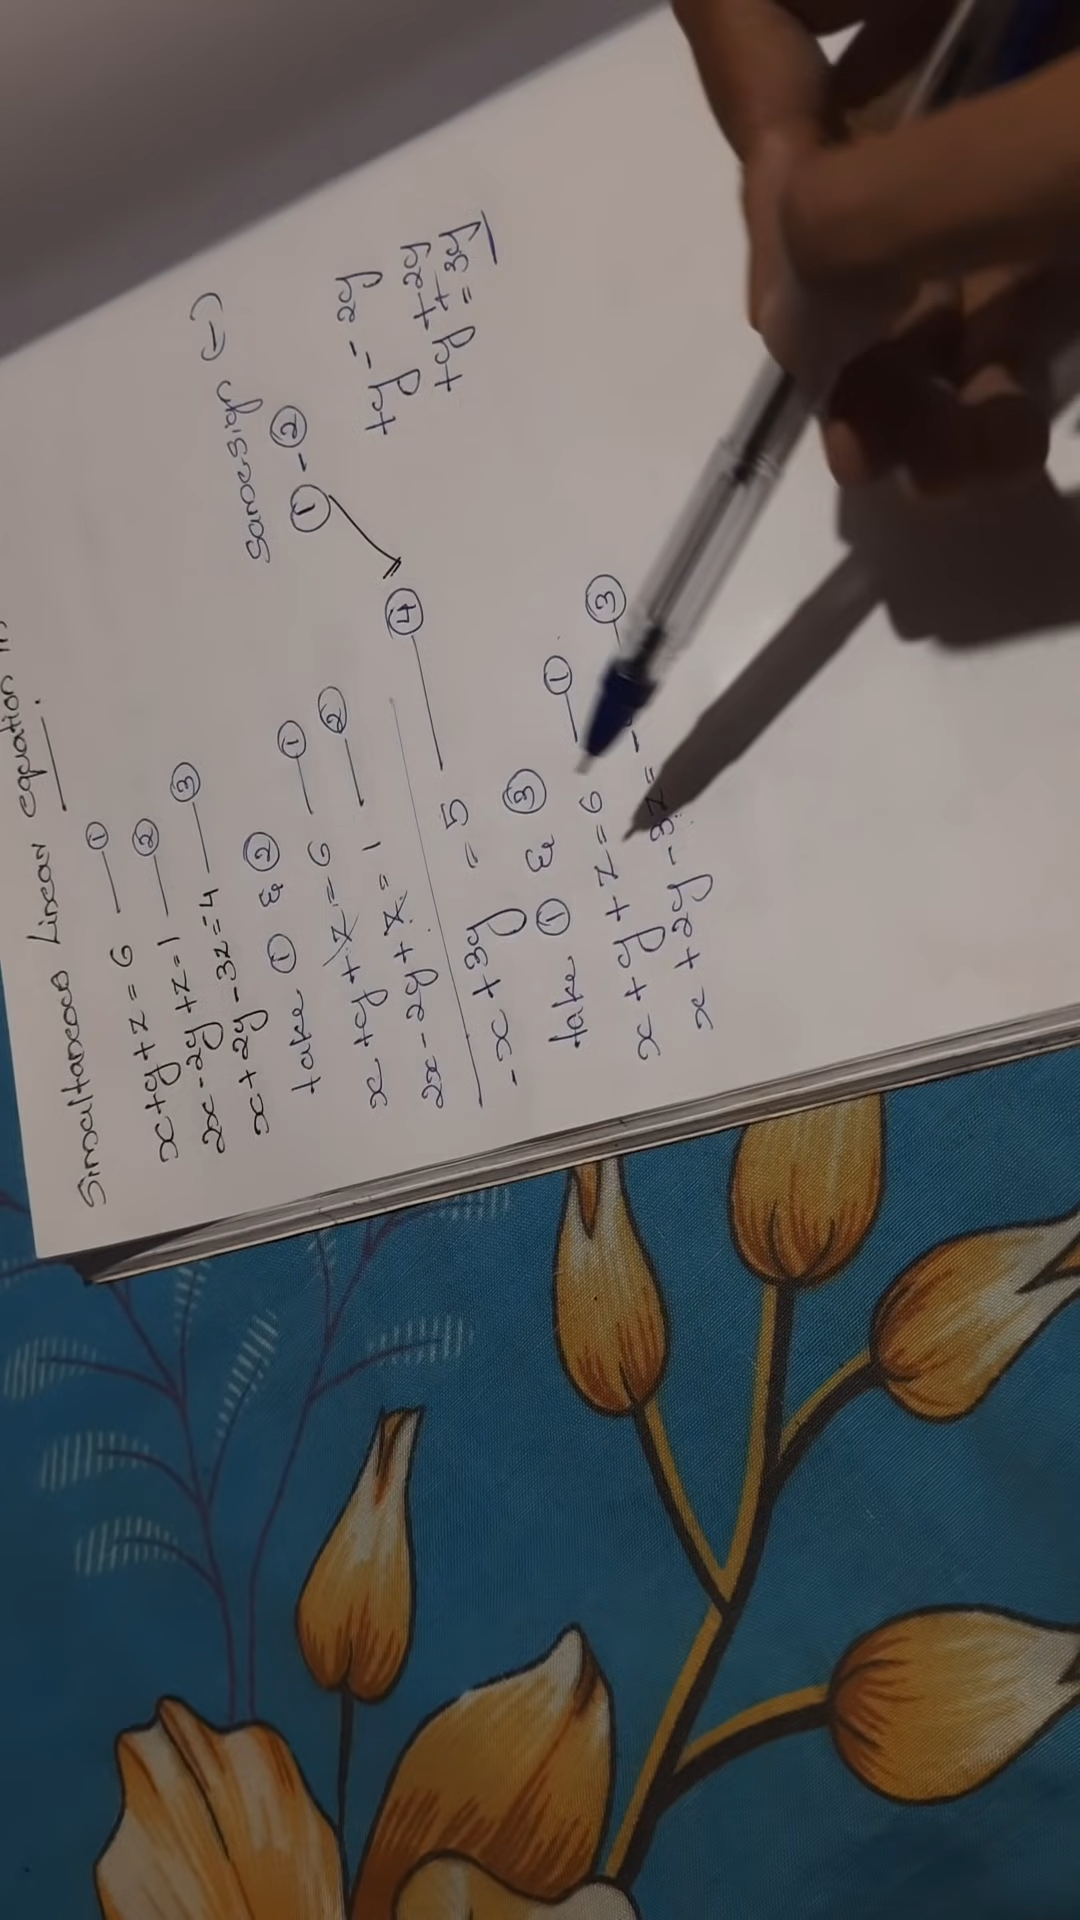 Simultaneous Linear equation in
x+y+z = 6 — ①
2x-2y+z=1 — ②
x+2y-3z=4 — ③
take ① & ②
x+y+z=6 — ①
2x-2y+z=1 — ②
-x+3y = 5 — ④
Same sign (-)
①-②
+y - 2y
y + 2y
+y + = 3y
take ① & ③
x+y+z=6 — ①
x+2y-3z= - — ③